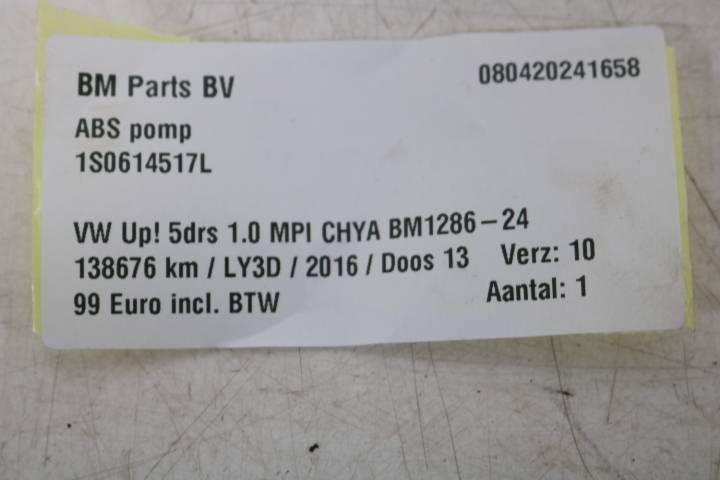 BM Parts BV 080420241658
ABS pomp
1S0614517L
VW Up! 5drs 1.0 MPI CHYA BM1286-24
138676 km / LY3D / 2016 / Doos 13 Verz: 10
99 Euro incl. BTW Aantal: 1